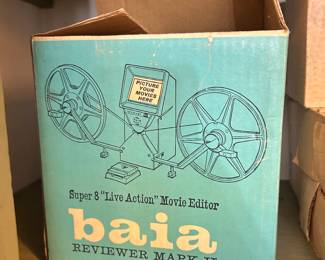 PICTURE
YOUR
MOVIES
HERE
Super 8 "Live Action" Movie Editor
baia
REVIEWER MARK II